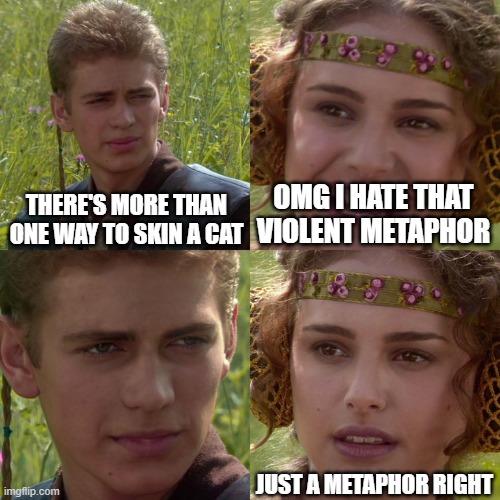 THERE'S MORE THAN
ONE WAY TO SKIN A CAT
OMG I HATE THAT
VIOLENT METAPHOR
JUST A METAPHOR RIGHT
imgflip.com